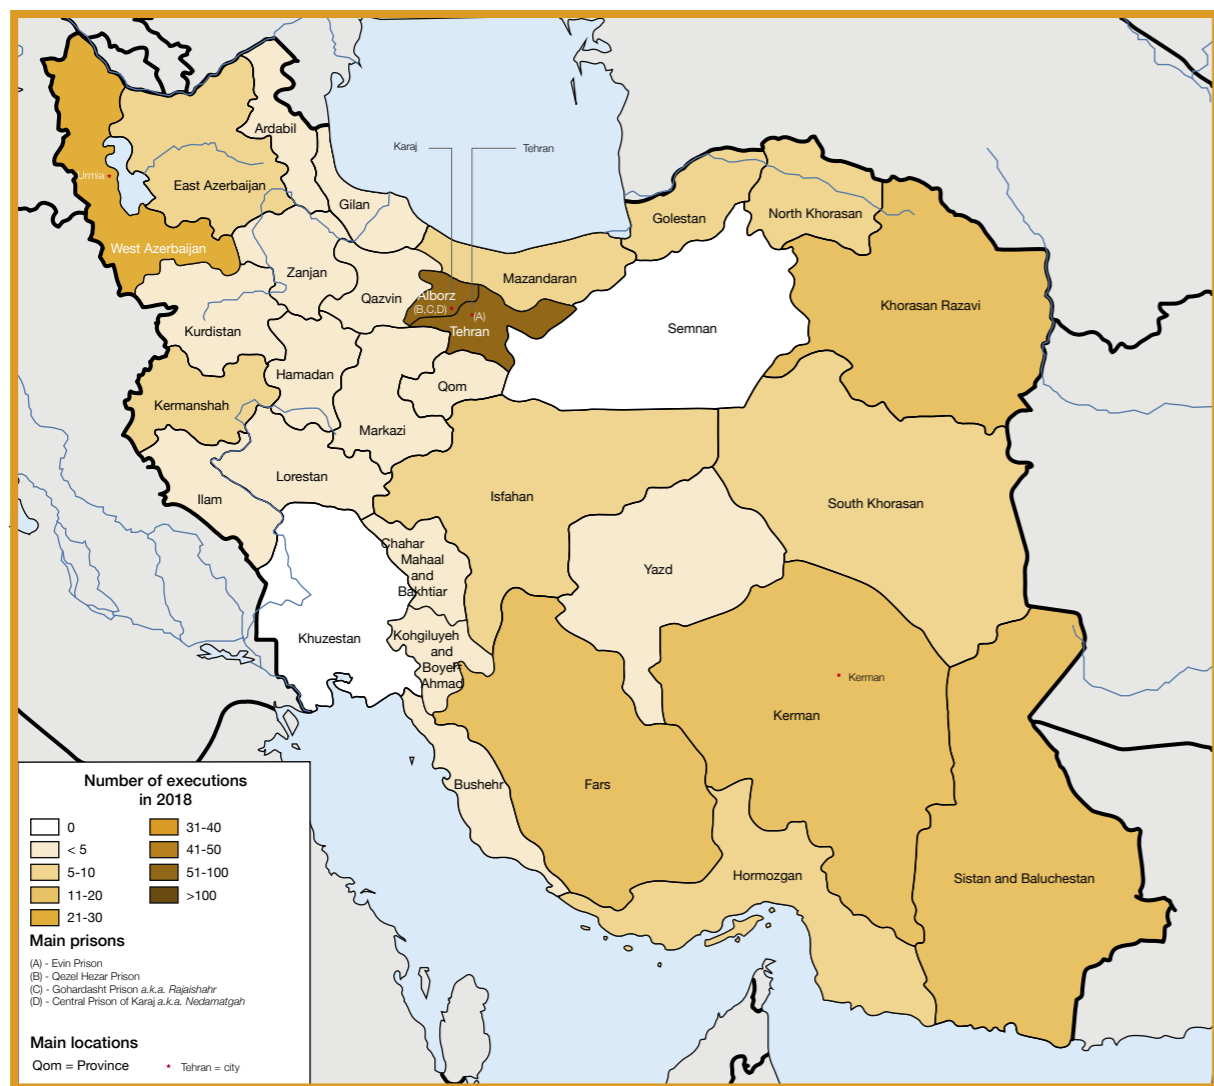 Karaj
Tehran
Ardabil
Urmia
East Azerbaijan
Gilan
Golestan
North Khorasan
West Azerbaijan
Zanjan
Mazandaran
Qazvin
Alborz
(B,C,D)
(A)
Tehran
Khorasan Razavi
Semnan
Kurdistan
Hamadan
Qom
Kermanshah
Markazi
Lorestan
Ilam
Isfahan
South Khorasan
Chahar
Mahaal
and
Bakhtiar
Yazd
Khuzestan
Kohgiluyeh
and
Boyer-
Ahmad
Kerman
Kerman
Bushehr
Fars
Hormozgan
Sistan and Baluchestan
Number of executions
in 2018
0
< 5
5-10
11-20
21-30
31-40
41-50
51-100
>100
Main prisons
(A) - Evin Prison
(B) - Qezel Hezar Prison
(C) - Gohardasht Prison a.k.a. Rajaishahr
(D) - Central Prison of Karaj a.k.a. Nedamatgah
Main locations
Qom = Province
* Tehran = city